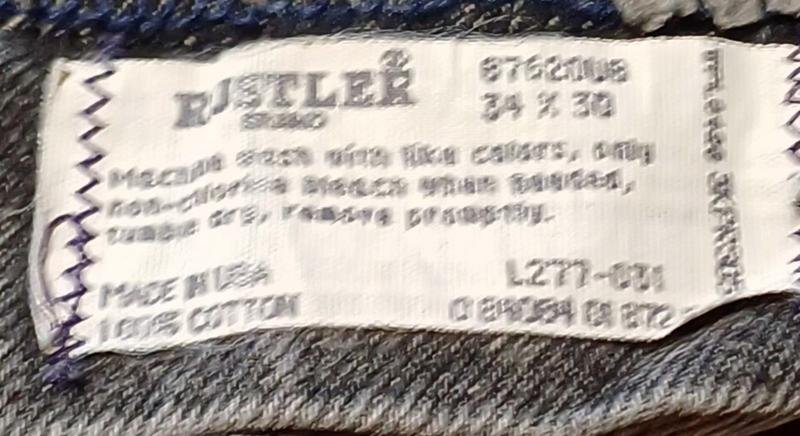 RUSTLER®
BRAND
87620UB
34 X 30
Machine wash with like colors, only
non-chlorine bleach when needed,
tumble dry, remove promptly.
MADE IN USA
100% COTTON
L277-031